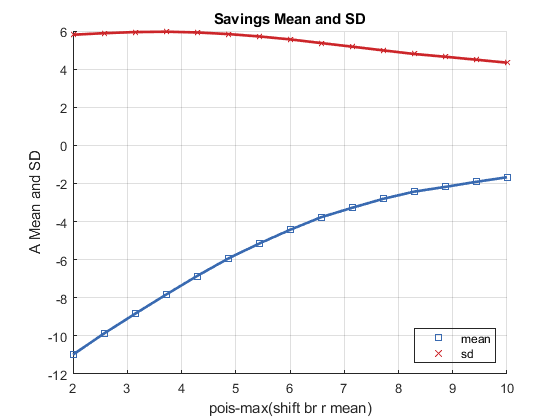 Savings Mean and SD
6
4
2
0
-2
-4
-6
-8
-10
-12
A Mean and SD
2 3 4 5 6 7 8 9 10
pois-max(shift br r mean)
mean
sd